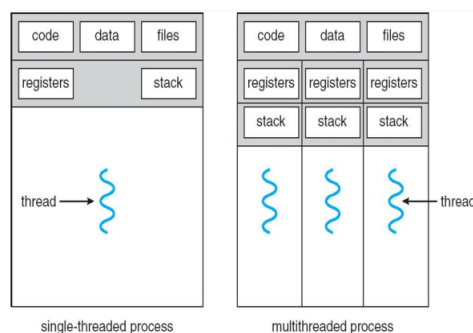 code data files
registers stack
thread
single-threaded process
code data files
registers registers registers
stack stack stack
thread
multithreaded process